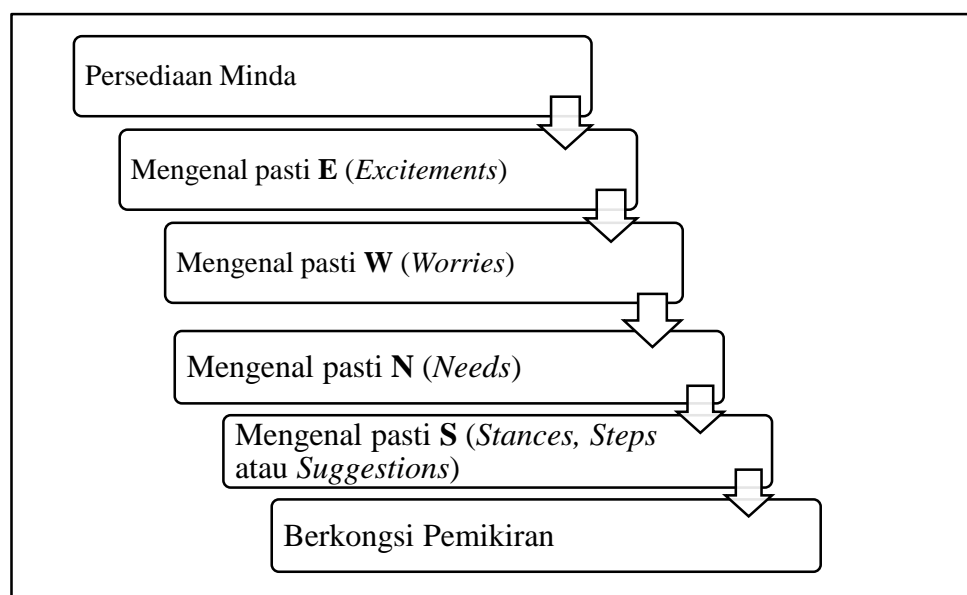 Persediaan Minda
Mengenal pasti E (Excitements)
Mengenal pasti W (Worries)
Mengenal pasti N (Needs)
Mengenal pasti S (Stances, Steps
atau Suggestions)
Berkongsi Pemikiran